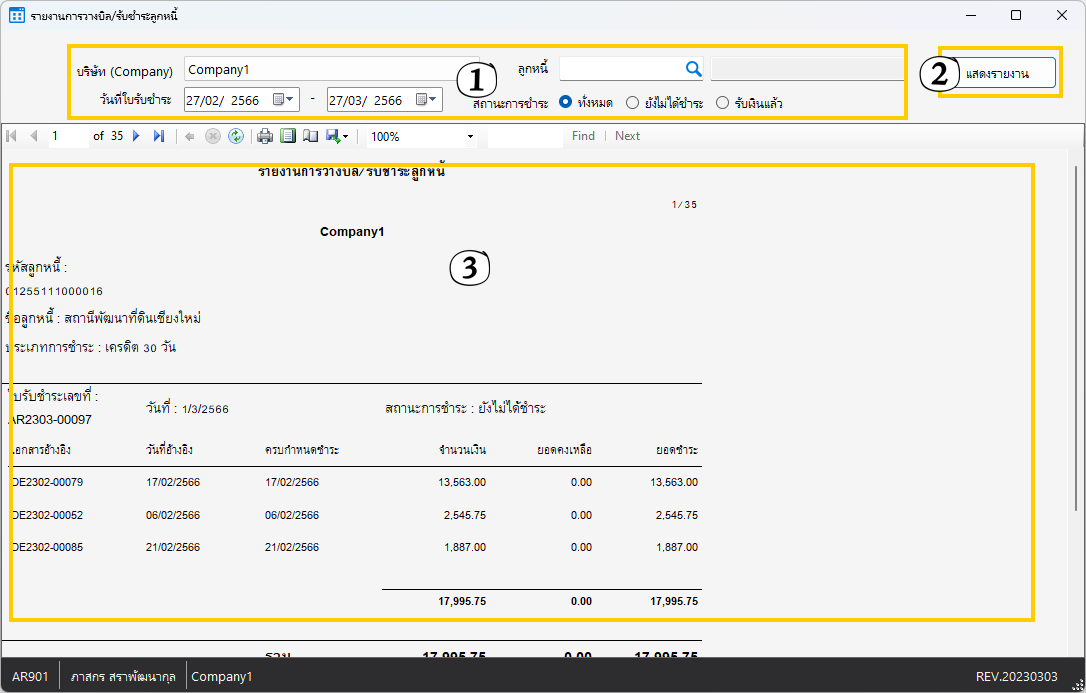 รายงานการวางบิล/รับชำระลูกหนี้
บริษัท (Company) Company1 1 ลูกหนี้ 2 แสดงรายงาน
วันที่ใบรับชำระ 27/02/ 2566 - 27/03/ 2566 สถานะการชำระ ทั้งหมด ยังไม่ได้ชำระ รับเงินแล้ว
1 of 35 100% Find | Next
รายงานการวางบิล/รับชำระลูกหนี้
1/35
Company1
3
รหัสลูกหนี้ :
01255111000016
ชื่อลูกหนี้ : สถานีพัฒนาที่ดินเชียงใหม่
ประเภทการชำระ : เครดิต 30 วัน
ใบรับชำระเลขที่ :
วันที่ : 1/3/2566 สถานะการชำระ : ยังไม่ได้ชำระ
AR2303-00097
เอกสารอ้างอิง วันที่อ้างอิง ครบกำหนดชำระ จำนวนเงิน ยอดคงเหลือ ยอดชำระ
DE2302-00079 17/02/2566 17/02/2566 13,563.00 0.00 13,563.00
DE2302-00052 06/02/2566 06/02/2566 2,545.75 0.00 2,545.75
DE2302-00085 21/02/2566 21/02/2566 1,887.00 0.00 1,887.00
17,995.75 0.00 17,995.75
รวม 17,995.75 0.00 17,995.75
AR901 ภาสกร สราพัฒนากุล Company1 REV.20230303